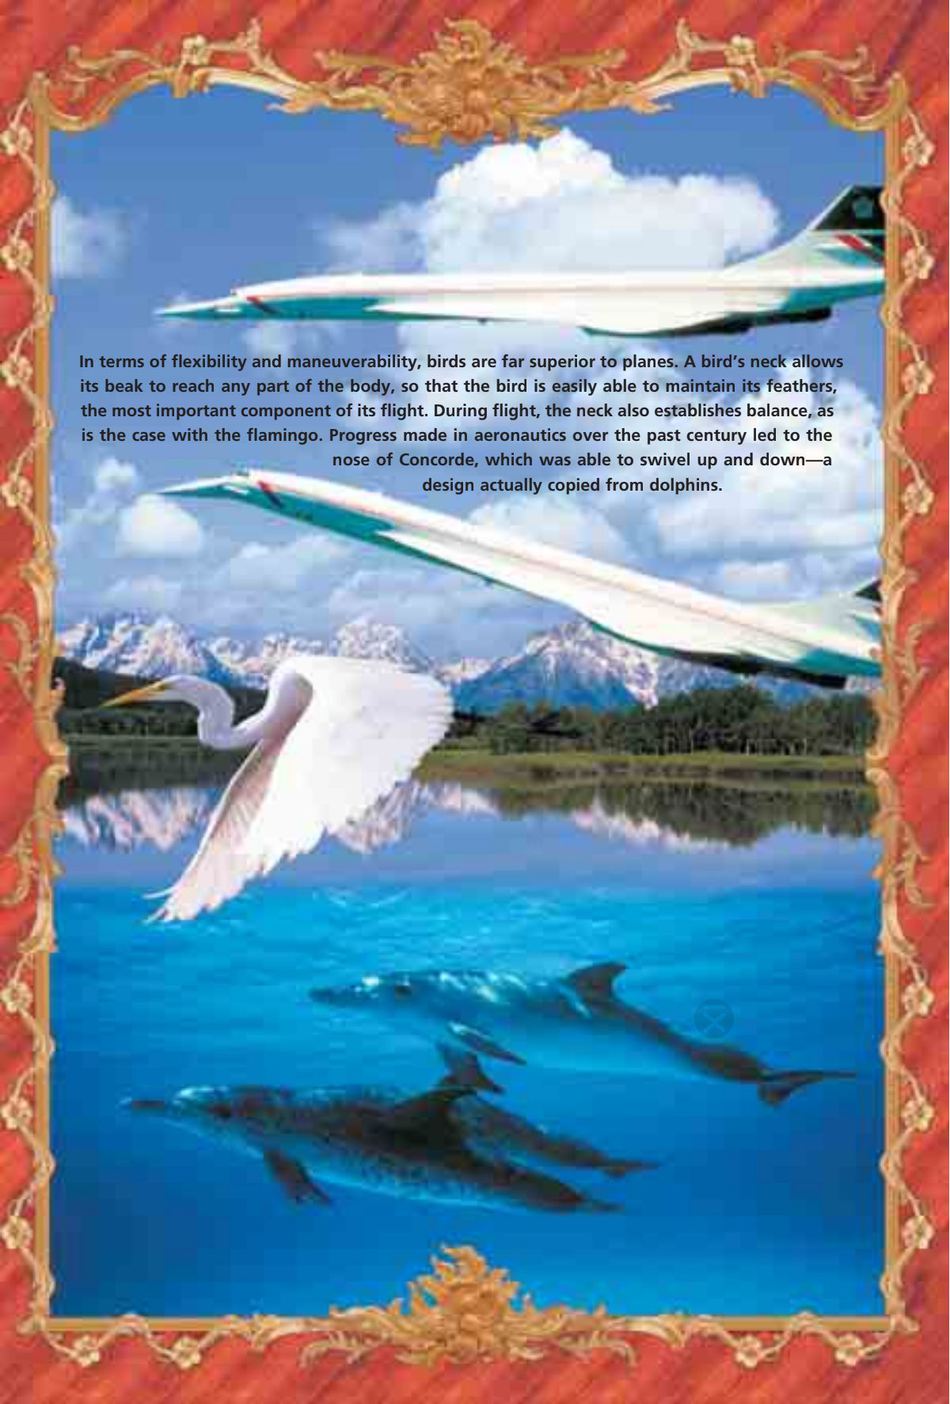 In terms of flexibility and maneuverability, birds are far superior to planes. A bird's neck allows
its beak to reach any part of the body, so that the bird is easily able to maintain its feathers,
the most important component of its flight. During flight, the neck also establishes balance, as
is the case with the flamingo. Progress made in aeronautics over the past century led to the
nose of Concorde, which was able to swivel up and down—a
design actually copied from dolphins.